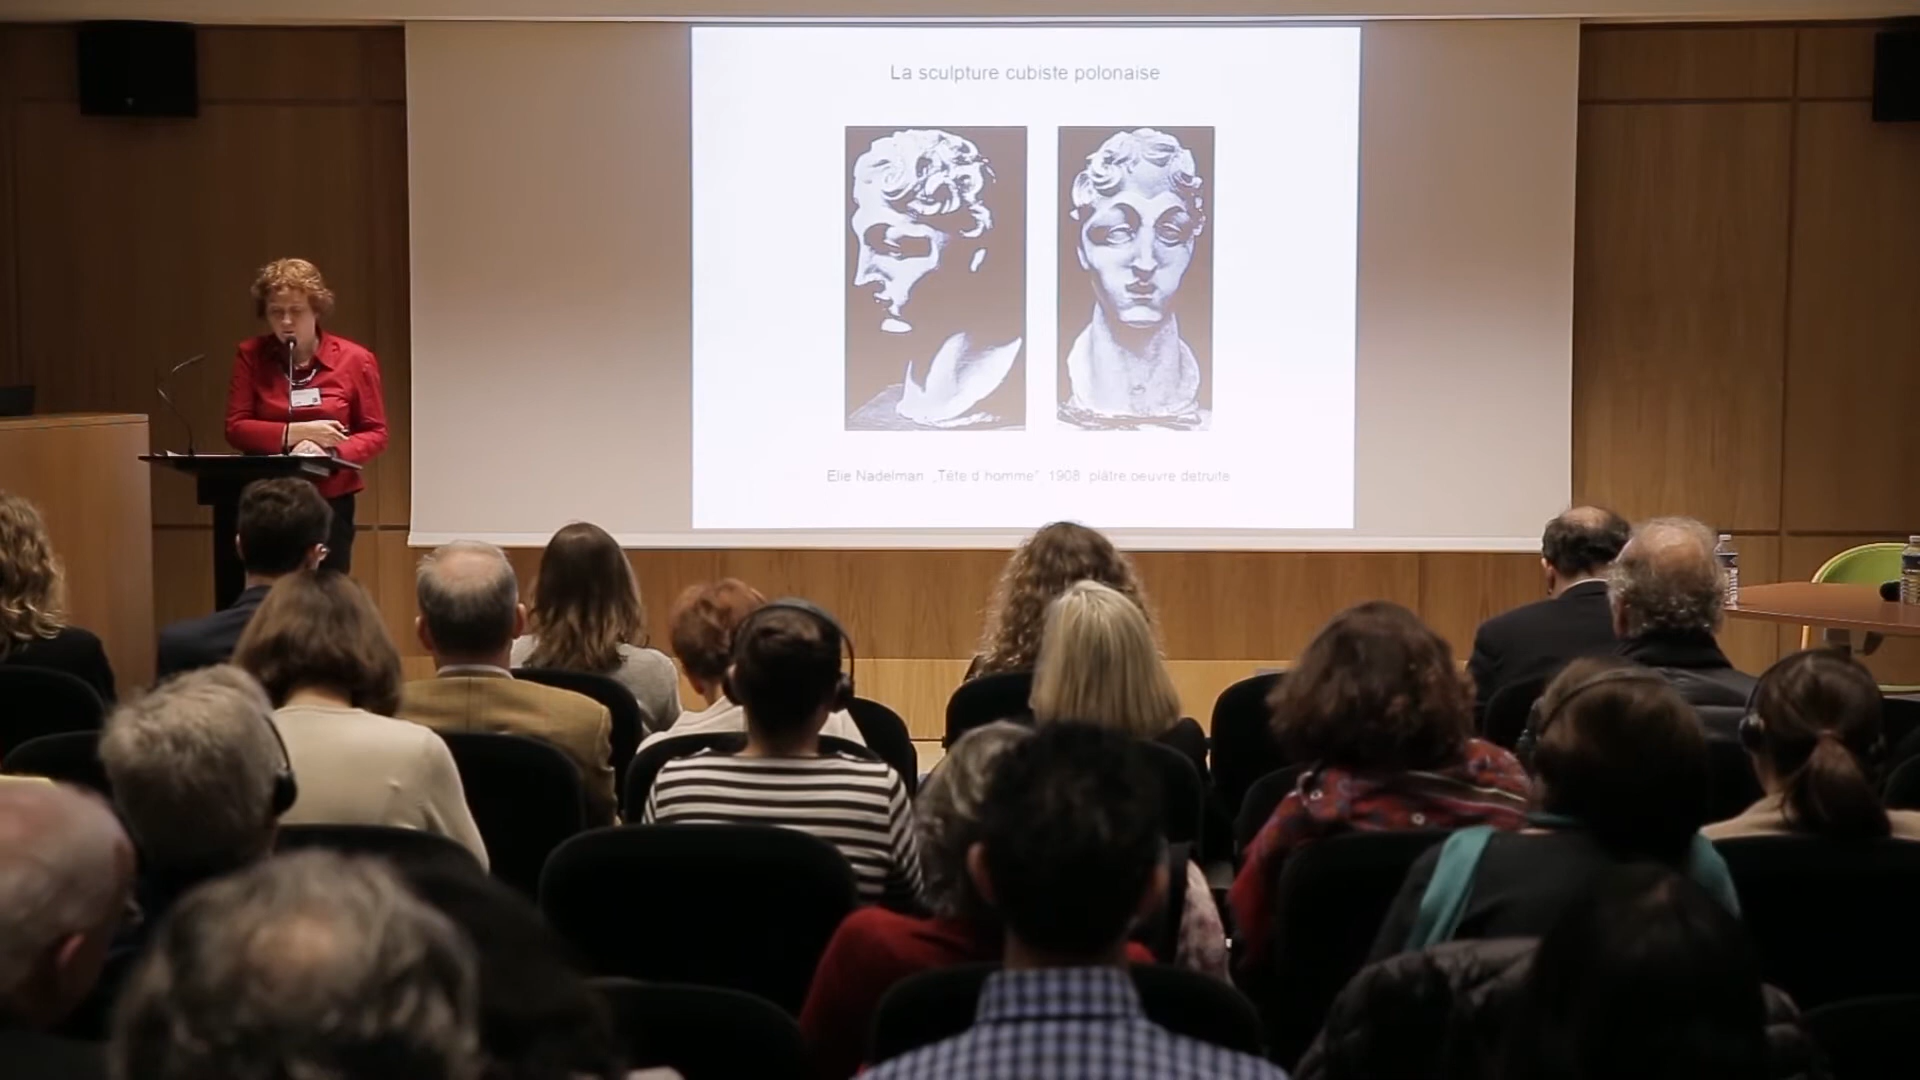 La sculpture cubiste polonaise
Elie Nadelman „Tête d'homme", 1908 plâtre oeuvre detruite